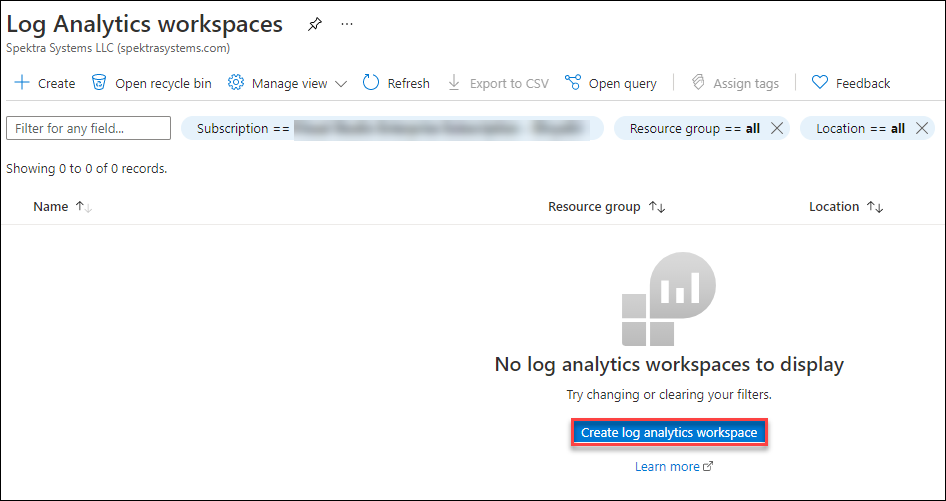 Log Analytics workspaces
Spektra Systems LLC (spektrasystems.com)
Create Open recycle bin Manage view Refresh Export to CSV Open query Assign tags Feedback
Filter for any field... Subscription == Resource group == all Location == all
Showing 0 to 0 of 0 records.
Name Resource group Location
No log analytics workspaces to display
Try changing or clearing your filters.
Create log analytics workspace
Learn more